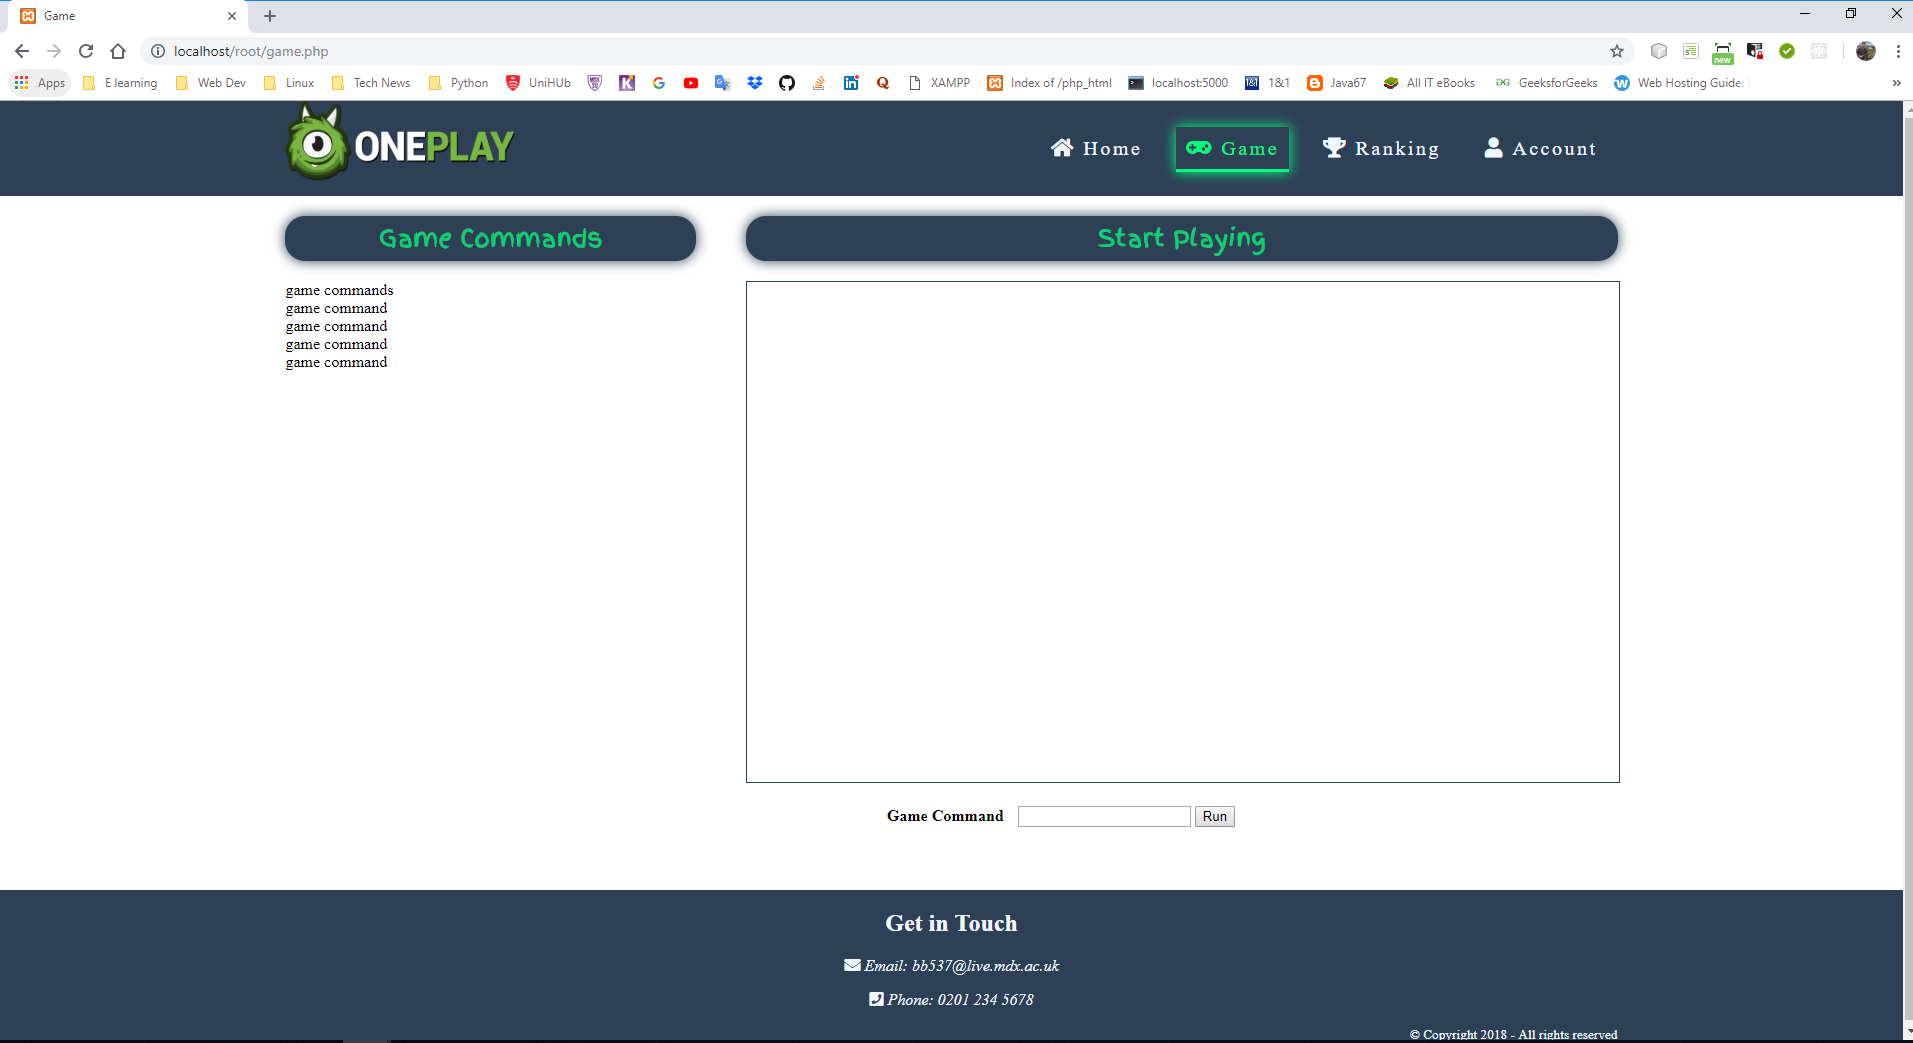 Game
localhost/root/game.php
new
Apps E learning Web Dev Linux Tech News Python UniHUb XAMPP Index of /php_html localhost:5000 1&1 Java67 All IT eBooks GeeksforGeeks Web Hosting Guide:
ONEPLAY
Home Game Ranking Account
Game Commands
Start Playing
game commands
game command
game command
game command
game command
Game Command Run
Get in Touch
Email: bb537@live.mdx.ac.uk
Phone: 0201 234 5678
© Copyright 2018 - All rights reserved